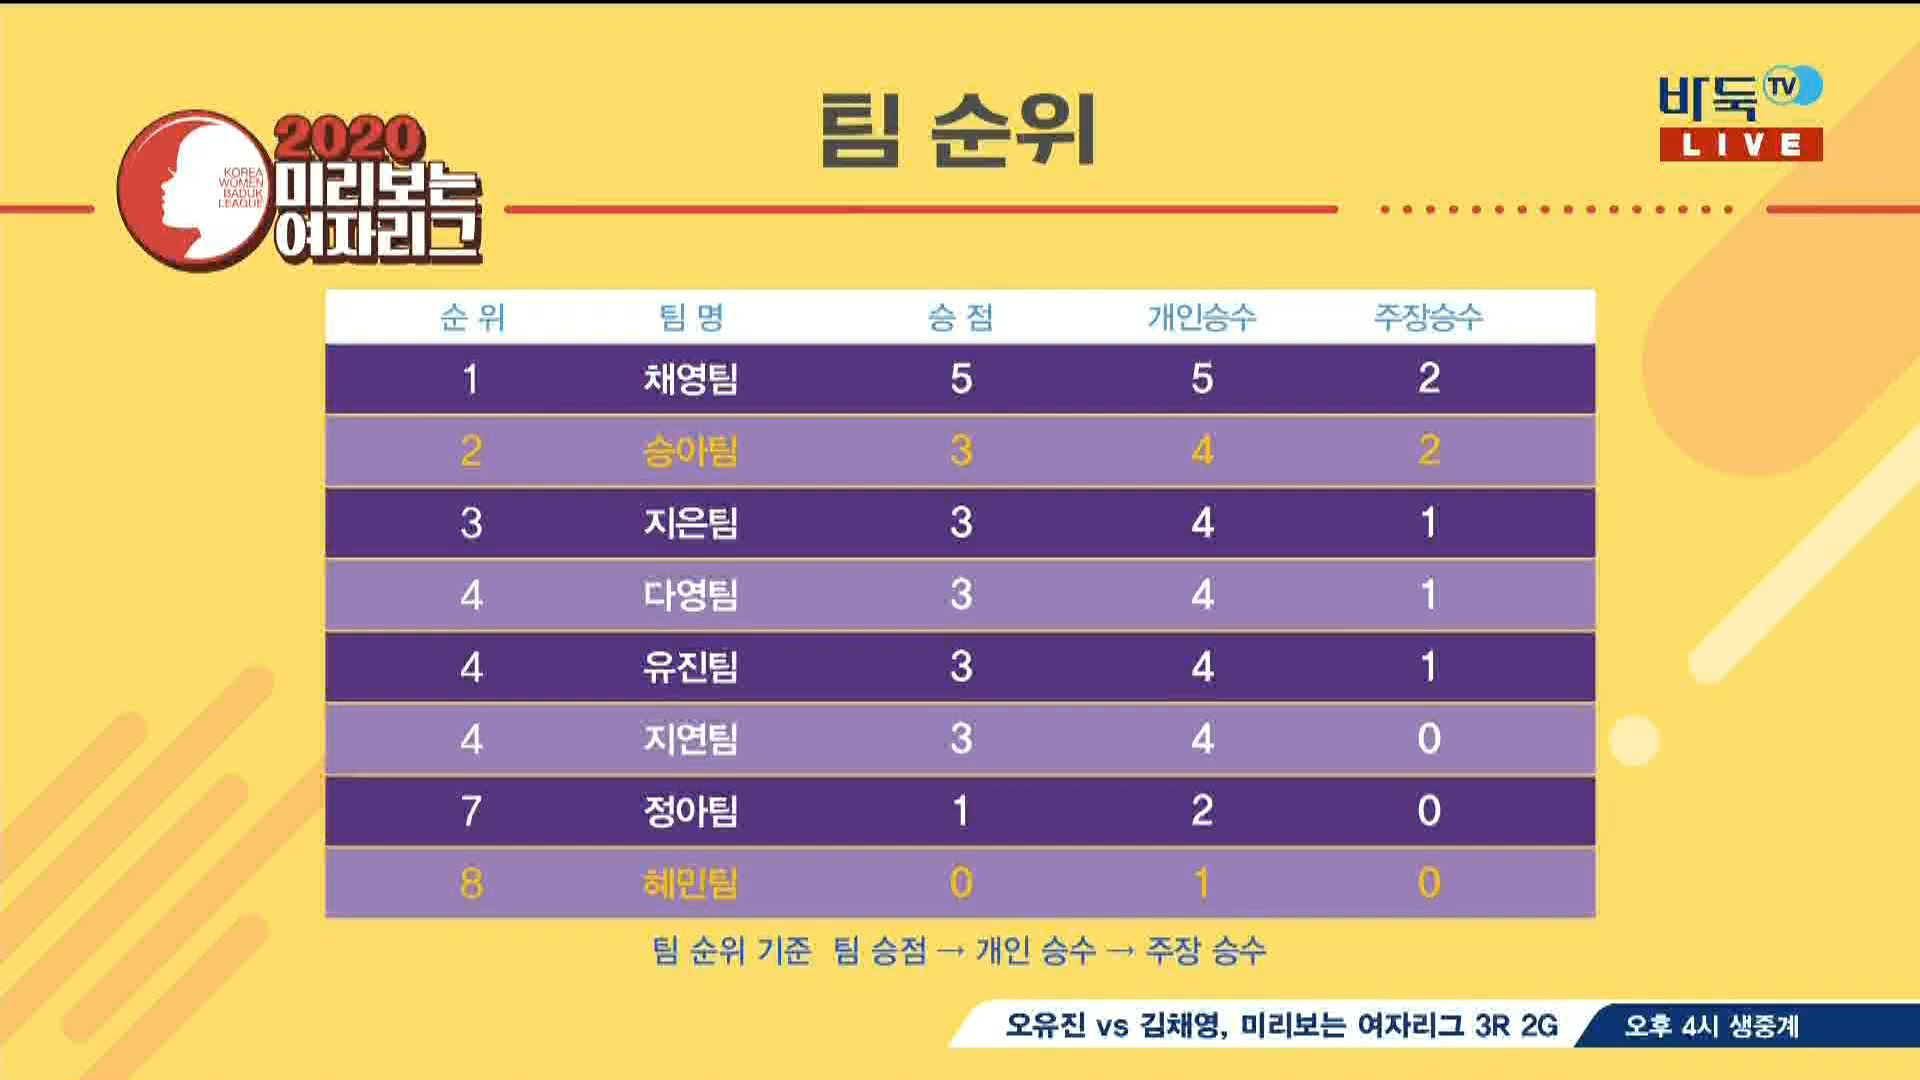 팀 순위
바둑 TV
LIVE
KOREA
WOMEN
BADUK
LEAGUE
2020
미리보는
여자리그
순 위 팀 명 승 점 개인승수 주장승수
1 채영팀 5 5 2
2 승아팀 3 4 2
3 지은팀 3 4 1
4 다영팀 3 4 1
4 유진팀 3 4 1
4 지연팀 3 4 0
7 정아팀 1 2 0
8 혜민팀 0 1 0
팀 순위 기준 팀 승점 → 개인 승수 → 주장 승수
오유진 vs 김채영, 미리보는 여자리그 3R 2G 오후 4시 생중계